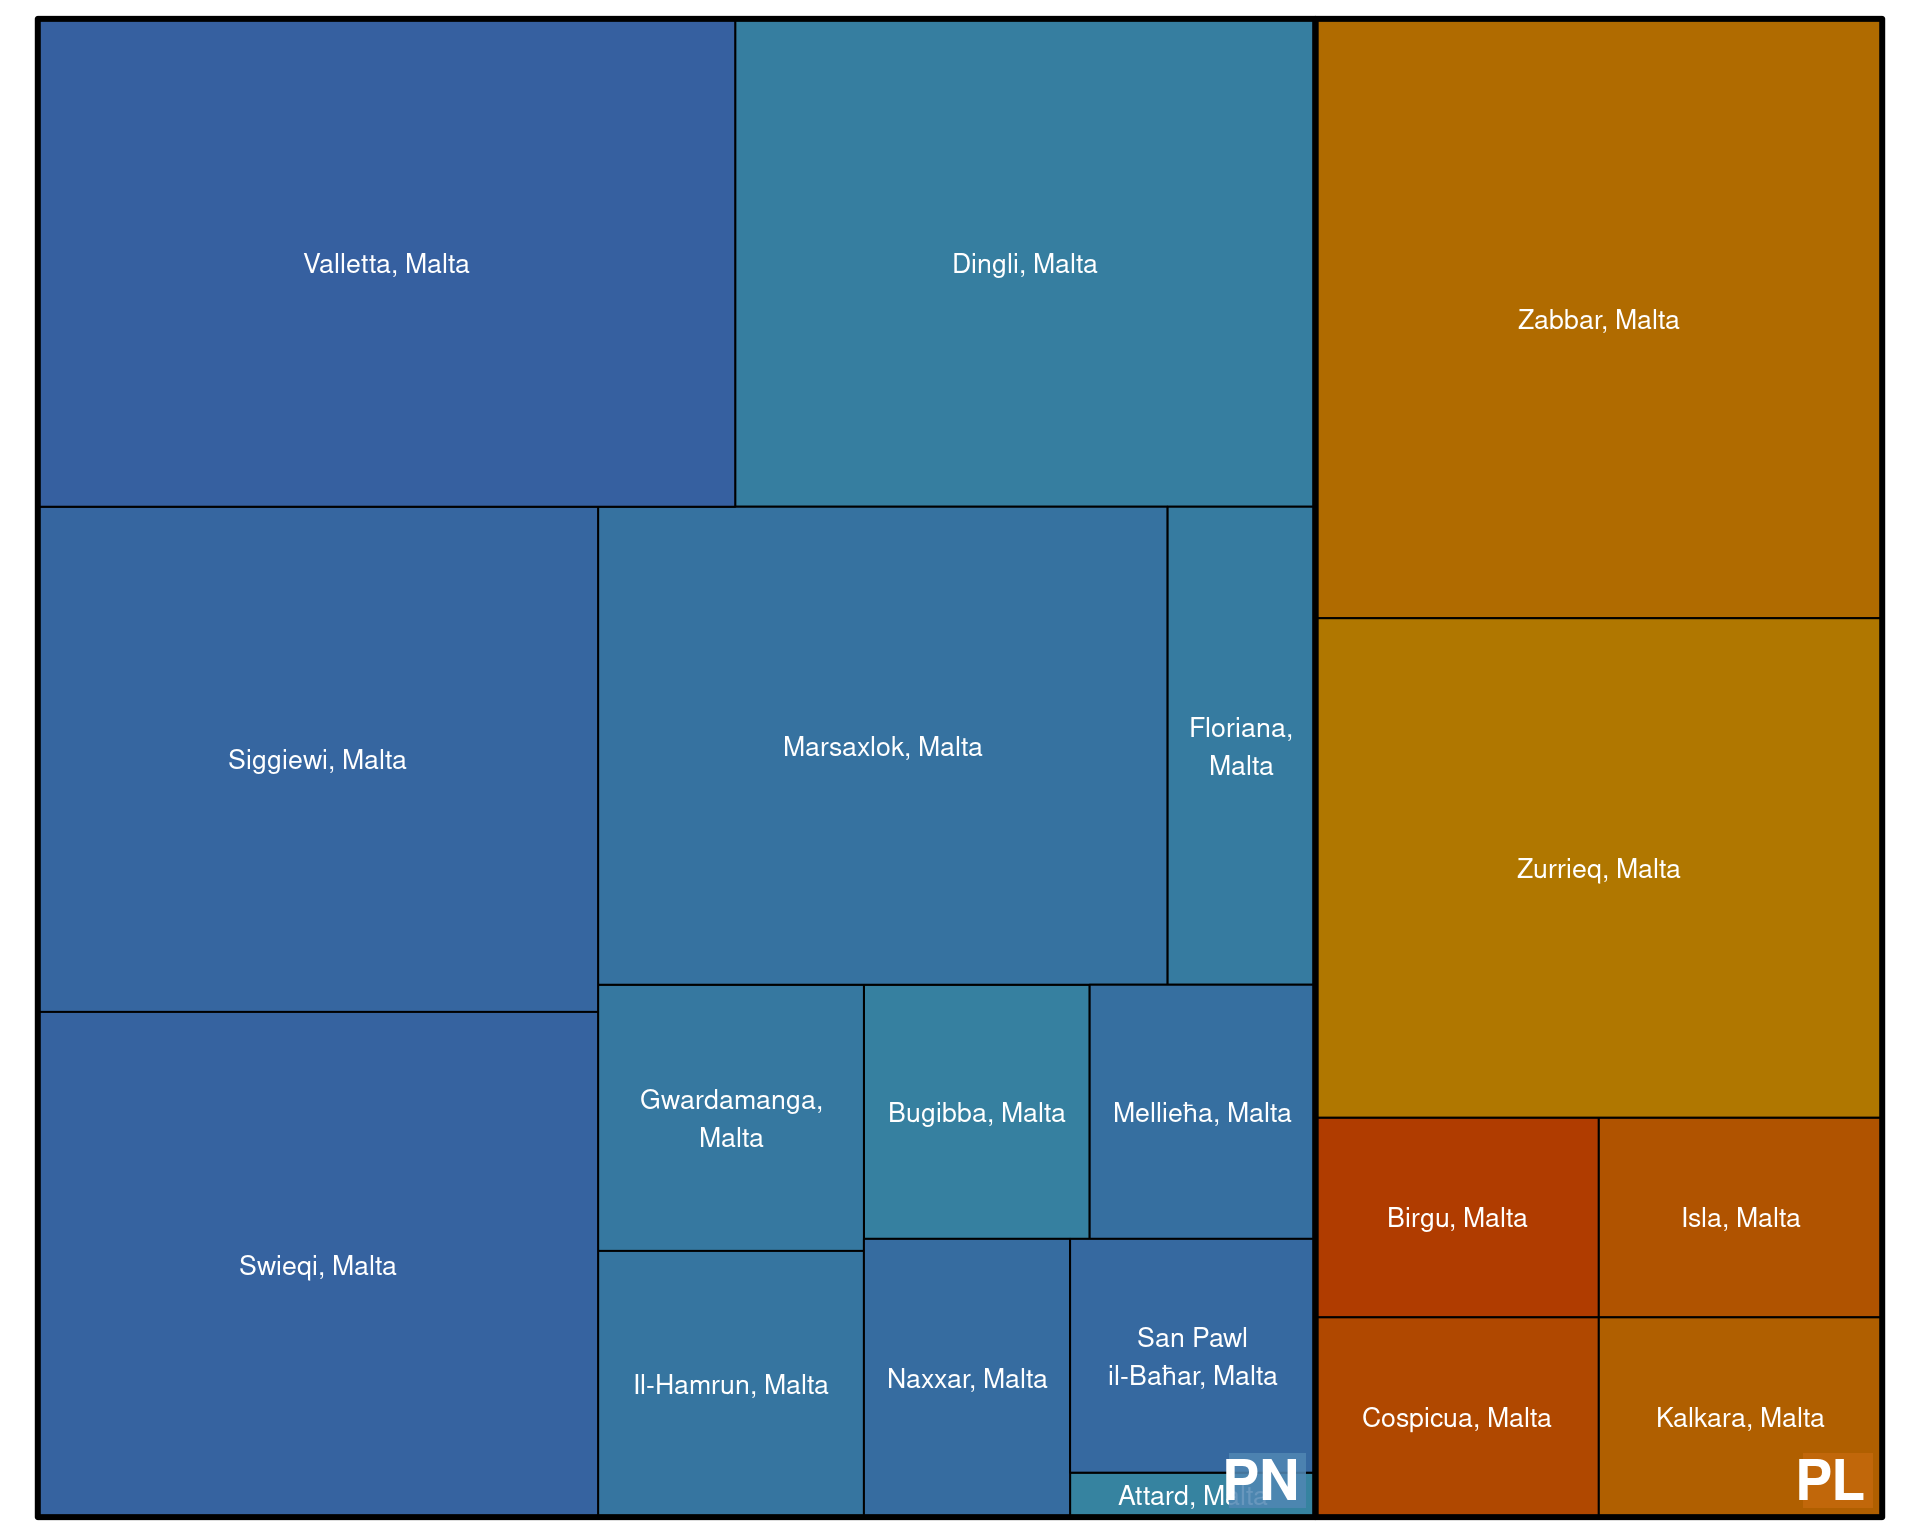 Valletta, Malta
Dingli, Malta
Zabbar, Malta
Siggiewi, Malta
Marsaxlok, Malta
Floriana,
Malta
Zurrieq, Malta
Swieqi, Malta
Gwardamanga,
Malta
Bugibba, Malta
Mellieħa, Malta
Il-Hamrun, Malta
Naxxar, Malta
San Pawl
il-Baħar, Malta
Attard, Malta
PN
Birgu, Malta
Isla, Malta
Cospicua, Malta
Kalkara, Malta
PL